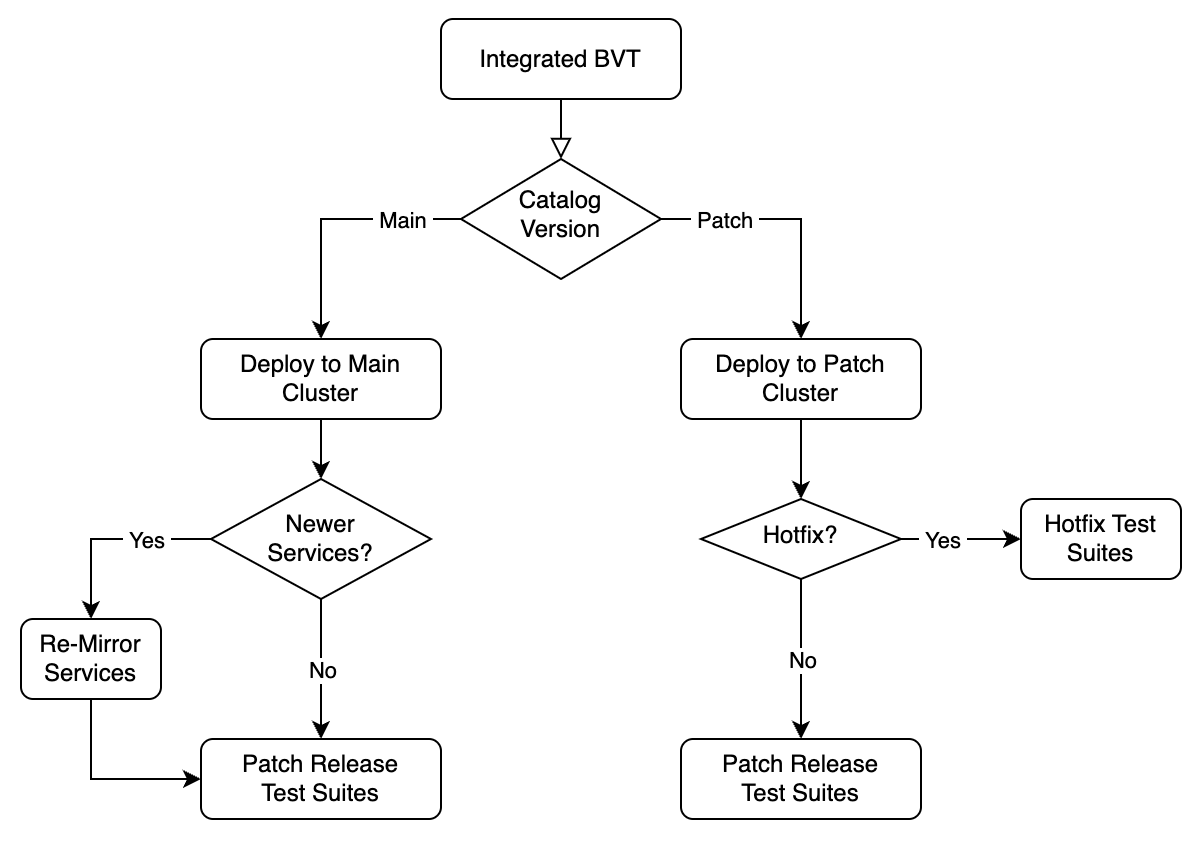 Integrated BVT
Catalog
Version
Main
Patch
Deploy to Main
Cluster
Deploy to Patch
Cluster
Newer
Services?
Yes
Hotfix?
Yes
Hotfix Test
Suites
Re-Mirror
Services
No
No
Patch Release
Test Suites
Patch Release
Test Suites